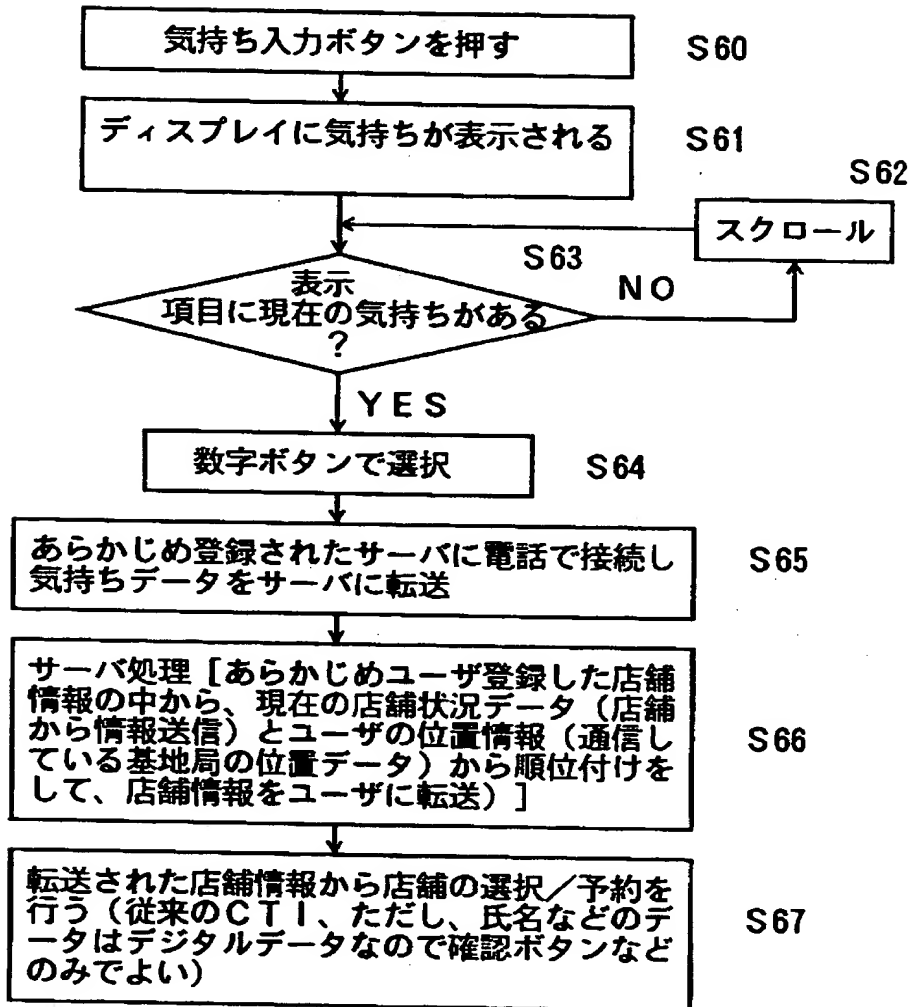 気持ち入力ボタンを押す
S60
ディスプレイに気持ちが表示される
S61
S62
スクロール
S63
表示
項目に現在の気持ちがある
?
NO
YES
数字ボタンで選択
S64
あらかじめ登録されたサーバに電話で接続し
気持ちデータをサーバに転送
S65
サーバ処理[あらかじめユーザ登録した店舗
情報の中から、現在の店舗状況データ(店舗
から情報送信)とユーザの位置情報(通信し
ている基地局の位置データ)から順位付けを
して、店舗情報をユーザに転送)]
S66
転送された店舗情報から店舗の選択/予約を
行う(従来のCTI、ただし、氏名などのデ
ータはデジタルデータなので確認ボタンなど
のみでよい)
S67